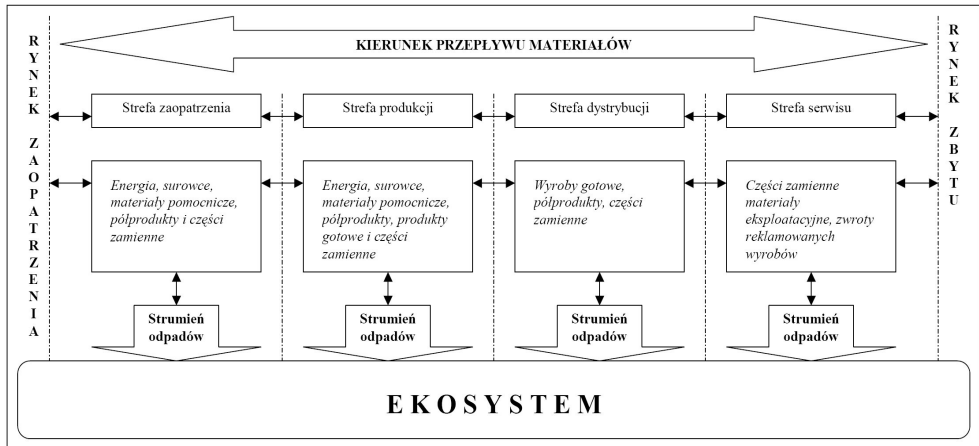 KIERUNEK PRZEPŁYWU MATERIAŁÓW
RYNEK ZAOPATRZENIA
Strefa zaopatrzenia
Strefa produkcji
Strefa dystrybucji
Strefa serwisu
RYNEK ZBYTU
Energia, surowce,
materiały pomocnicze,
półprodukty i części
zamienne
Energia, surowce,
materiały pomocnicze,
półprodukty, produkty
gotowe i części
zamienne
Wyroby gotowe,
półprodukty, części
zamienne
Części zamienne
materiały
eksploatacyjne, zwroty
reklamowanych
wyrobów
Strumień
odpadów
Strumień
odpadów
Strumień
odpadów
Strumień
odpadów
EKOSYSTEM